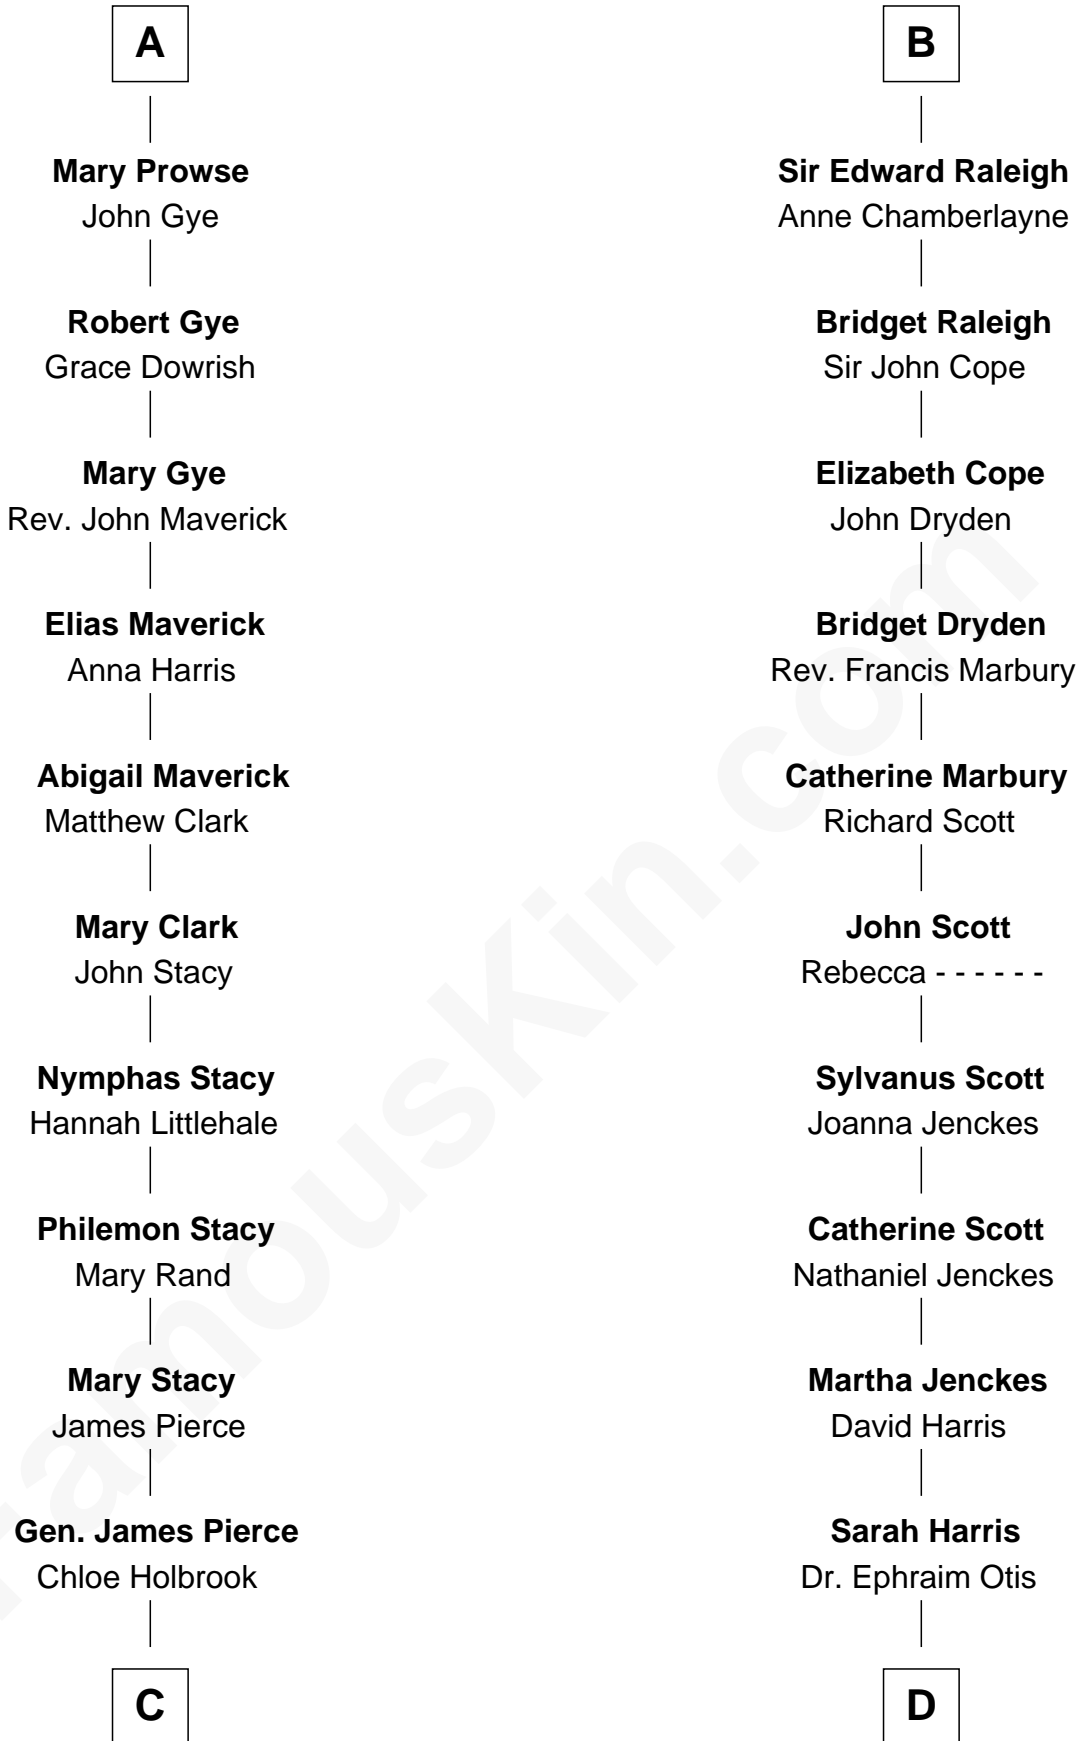 A
Mary Prowse
John Gye
Robert Gye
Grace Dowrish
Mary Gye
Rev. John Maverick
Elias Maverick
Anna Harris
Abigail Maverick
Matthew Clark
Mary Clark
John Stacy
Nymphas Stacy
Hannah Littlehale
Philemon Stacy
Mary Rand
Mary Stacy
James Pierce
Gen. James Pierce
Chloe Holbrook
C
B
Sir Edward Raleigh
Anne Chamberlayne
Bridget Raleigh
Sir John Cope
Elizabeth Cope
John Dryden
Bridget Dryden
Rev. Francis Marbury
Catherine Marbury
Richard Scott
John Scott
Rebecca - - - - - -
Sylvanus Scott
Joanna Jenckes
Catherine Scott
Nathaniel Jenckes
Martha Jenckes
David Harris
Sarah Harris
Dr. Ephraim Otis
D
FamousKin.com